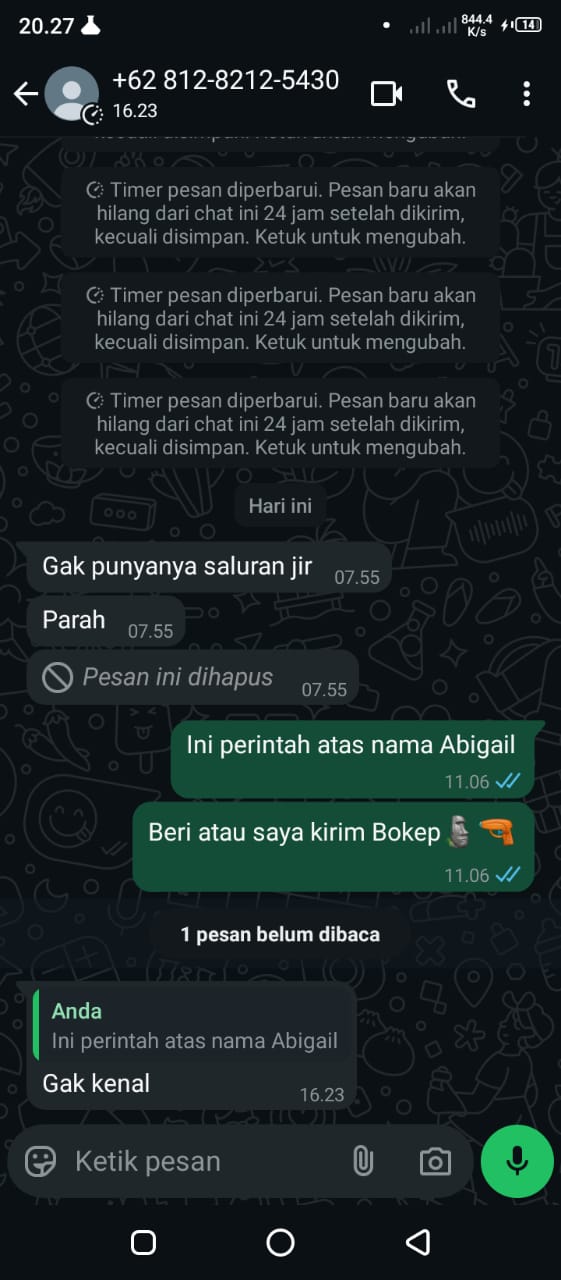 20.27
844.4
K/s
14
+62 812-8212-5430
16.23
Timer pesan diperbarui. Pesan baru akan
hilang dari chat ini 24 jam setelah dikirim,
kecuali disimpan. Ketuk untuk mengubah.
Timer pesan diperbarui. Pesan baru akan
hilang dari chat ini 24 jam setelah dikirim,
kecuali disimpan. Ketuk untuk mengubah.
Timer pesan diperbarui. Pesan baru akan
hilang dari chat ini 24 jam setelah dikirim,
kecuali disimpan. Ketuk untuk mengubah.
Hari ini
Gak punyanya saluran jir 07.55
Parah 07.55
Pesan ini dihapus 07.55
Ini perintah atas nama Abigail
11.06
Beri atau saya kirim Bokep🗿🔫
11.06
1 pesan belum dibaca
Anda
Ini perintah atas nama Abigail
Gak kenal 16.23
Ketik pesan